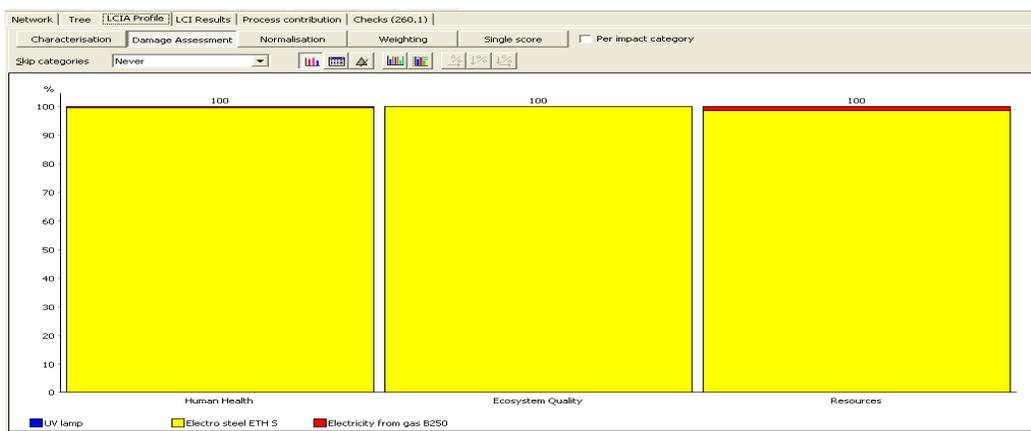 Network Tree LCIA Profile LCI Results Process contribution Checks (260,1)
Characterisation Damage Assessment Normalisation Weighting Single score Per impact category
Skip categories Never % 1% 1%
%
100 100 100
100
90
80
70
60
50
40
30
20
10
0
Human Health Ecosystem Quality Resources
UV lamp Electro steel ETH S Electricity from gas B250